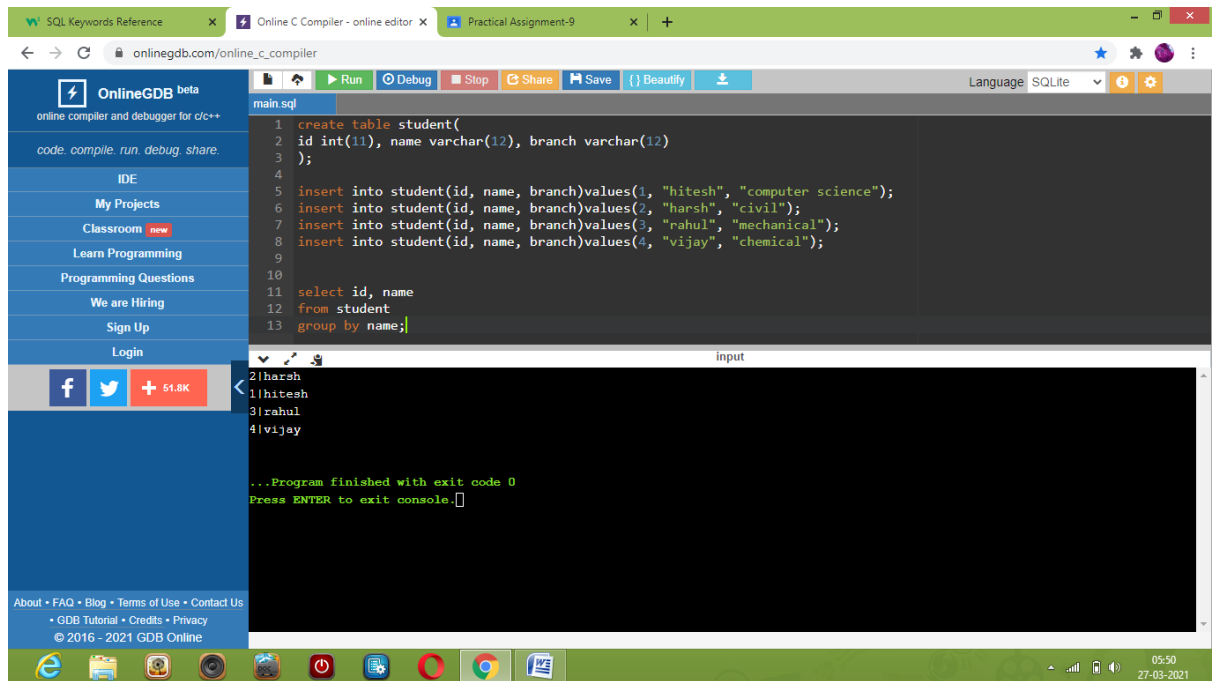 SQL Keywords Reference
Online C Compiler - online editor
Practical Assignment-9
onlinegdb.com/online_c_compiler
OnlineGDB beta
online compiler and debugger for c/c++
code. compile. run. debug. share.
IDE
My Projects
Classroom new
Learn Programming
Programming Questions
We are Hiring
Sign Up
Login
f + 51.8K
About • FAQ • Blog • Terms of Use • Contact Us
• GDB Tutorial • Credits • Privacy
© 2016 - 2021 GDB Online
Run Debug Stop Share Save {} Beautify
Language SQLite
main.sql
1 create table student(
2 id int(11), name varchar(12), branch varchar(12)
3 );
4
5 insert into student(id, name, branch)values(1, "hitesh", "computer science");
6 insert into student(id, name, branch)values(2, "harsh", "civil");
7 insert into student(id, name, branch)values(3, "rahul", "mechanical");
8 insert into student(id, name, branch)values(4, "vijay", "chemical");
9
10
11 select id, name
12 from student
13 group by name;
input
2|harsh
1|hitesh
3|rahul
4|vijay
...Program finished with exit code 0
Press ENTER to exit console.
05:50
27-03-2021